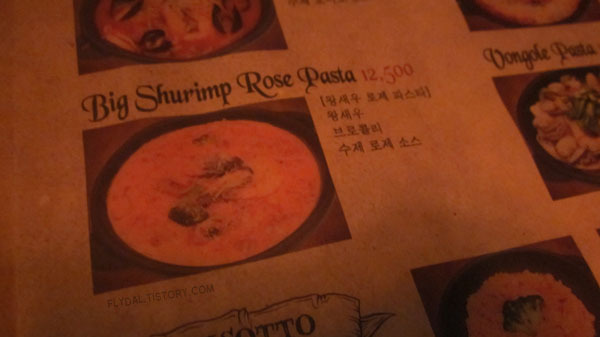 Big Shurimp Rose Pasta 12,500
[왕새우 로제 파스타]
왕새우
브로콜리
수제 로제 소스
Vongole Pasta
FLYDAL.TISTORY.COM